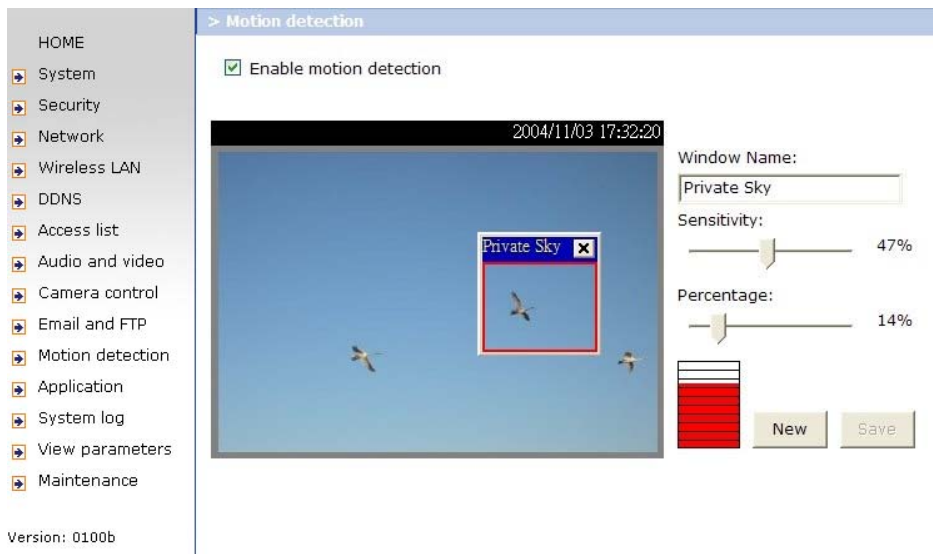 HOME
System
Security
Network
Wireless LAN
DDNS
Access list
Audio and video
Camera control
Email and FTP
Motion detection
Application
System log
View parameters
Maintenance
Version: 0100b
> Motion detection
Enable motion detection
2004/11/03 17:32:20
Private Sky
Window Name:
Private Sky
Sensitivity:
47%
Percentage:
14%
New
Save